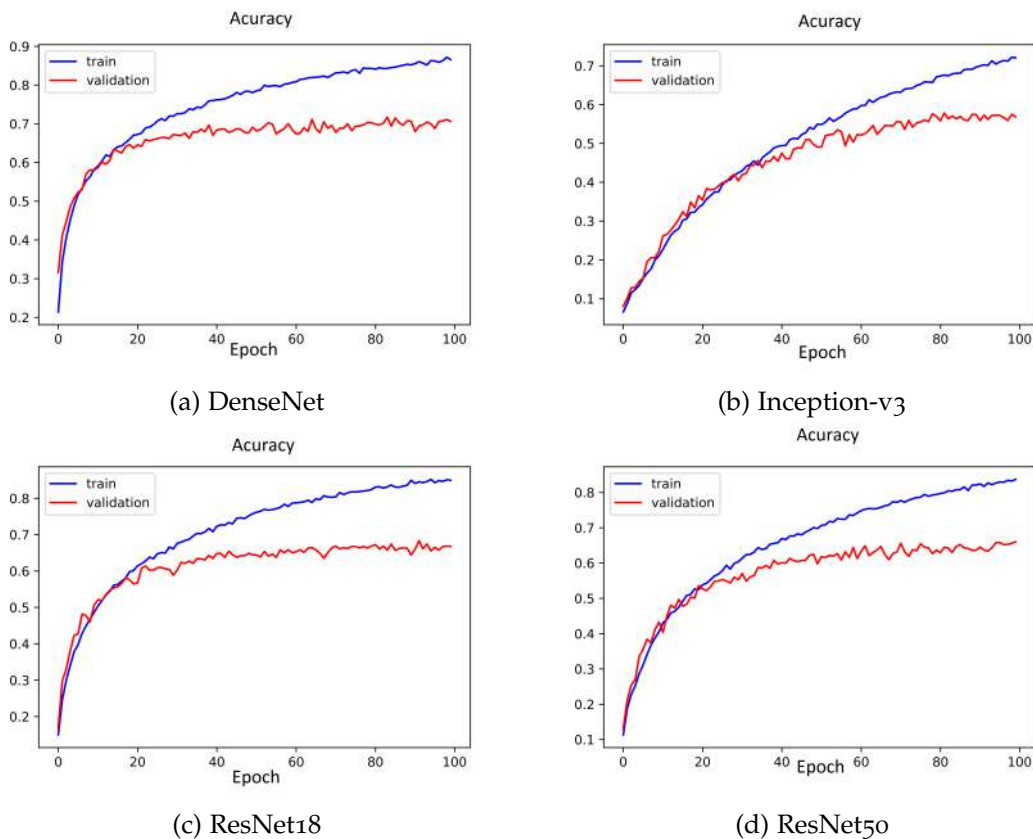 Acuracy
0.9
0.8
0.7
0.6
0.5
0.4
0.3
0.2
train
validation
0 20 40 60 80 100
Epoch
(a) DenseNet
Acuracy
0.7
0.6
0.5
0.4
0.3
0.2
0.1
train
validation
0 20 40 60 80 100
Epoch
(b) Inception-v3
Acuracy
0.8
0.7
0.6
0.5
0.4
0.3
0.2
train
validation
0 20 40 60 80 100
Epoch
(c) ResNet18
Acuracy
0.8
0.7
0.6
0.5
0.4
0.3
0.2
0.1
train
validation
0 20 40 60 80 100
Epoch
(d) ResNet50